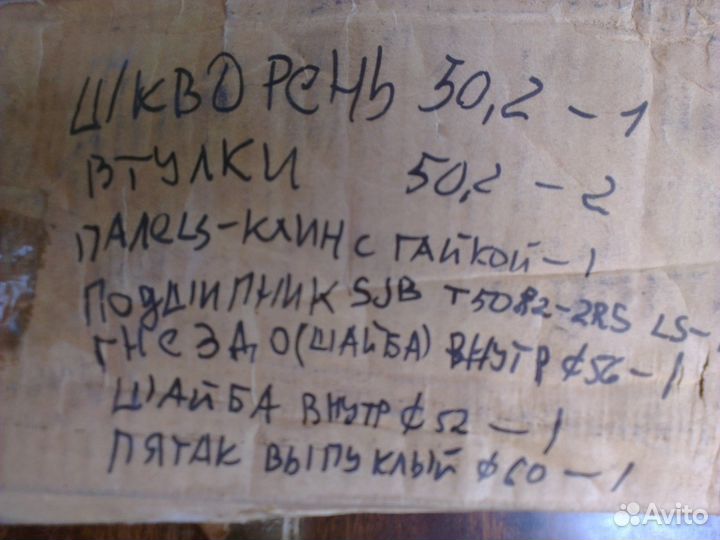 ШКВОРЕНЬ 50,2 - 1
ВТУЛКИ 50,2 - 2
ПАЛЕЦ-КЛИН С ГАЙКОЙ - 1
ПОДШИПНИК SJB T5082-2RS LS-
ГНЕЗДО (ШАЙБА) ВНУТР ¢56 - 1
ШАЙБА ВНУТР ¢52 - 1
ПЯТАК ВЫПУКЛЫЙ ¢60 - 1
Avito